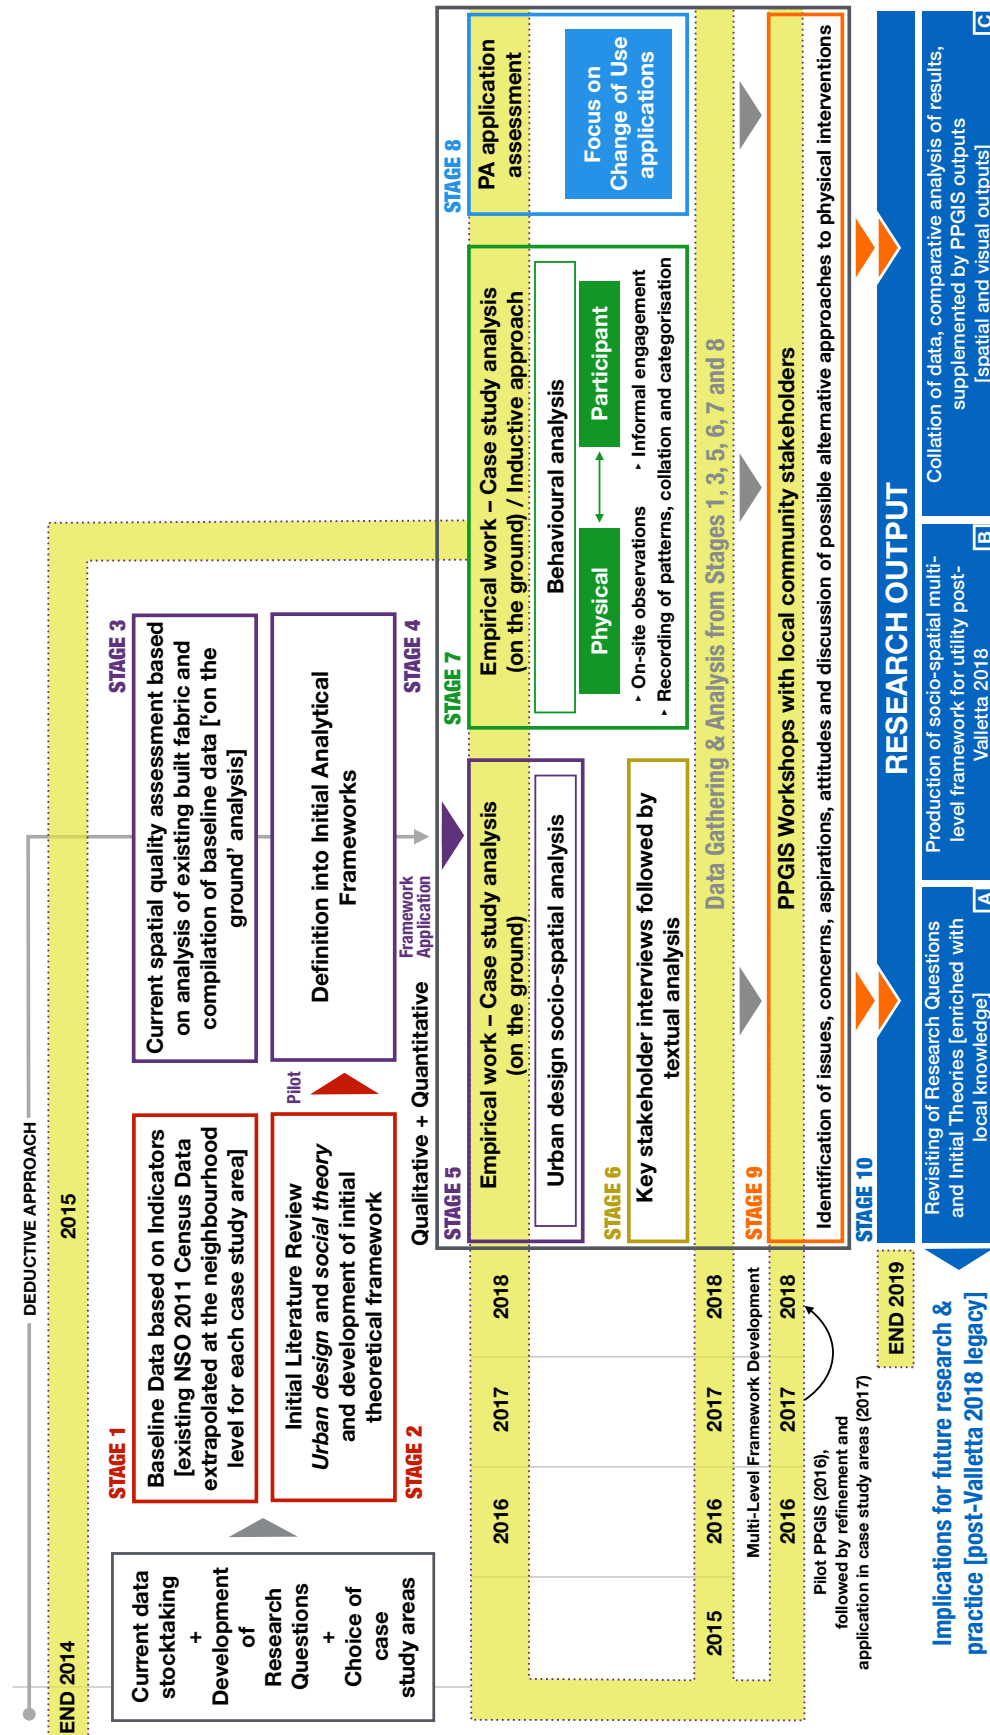 DEDUCTIVE APPROACH
END 2014
2015
Current data
stocktaking
+
Development
of
Research
Questions
+
Choice of
case
study areas
STAGE 1
Baseline Data based on Indicators
[existing NSO 2011 Census Data
extrapolated at the neighbourhood
level for each case study area]
Initial Literature Review
Urban design and social theory
and development of initial
theoretical framework
STAGE 2
Pilot
STAGE 3
Current spatial quality assessment based
on analysis of existing built fabric and
compilation of baseline data ['on the
ground' analysis]
Definition into Initial Analytical
Frameworks
STAGE 4
Framework
Application
Qualitative + Quantitative
STAGE 5
Empirical work – Case study analysis
(on the ground)
Urban design socio-spatial analysis
STAGE 6
Key stakeholder interviews followed by
textual analysis
STAGE 7
Empirical work – Case study analysis
(on the ground) / Inductive approach
Behavioural analysis
Physical
Participant
‣ On-site observations
‣ Informal engagement
‣ Recording of patterns, collation and categorisation
STAGE 8
PA application
assessment
Focus on
Change of Use
applications
2016
2017
2018
2015
2016
2017
2018
Data Gathering & Analysis from Stages 1, 3, 5, 6, 7 and 8
Multi-Level Framework Development
STAGE 9
2016
2017
2018
PPGIS Workshops with local community stakeholders
Identification of issues, concerns, aspirations, attitudes and discussion of possible alternative approaches to physical interventions
Pilot PPGIS (2016),
followed by refinement and
application in case study areas (2017)
STAGE 10
END 2019
RESEARCH OUTPUT
Revisiting of Research Questions
and Initial Theories [enriched with
local knowledge]
A
Production of socio-spatial multi-
level framework for utility post-
Valletta 2018
B
Collation of data, comparative analysis of results,
supplemented by PPGIS outputs
[spatial and visual outputs]
C
Implications for future research &
practice [post-Valletta 2018 legacy]